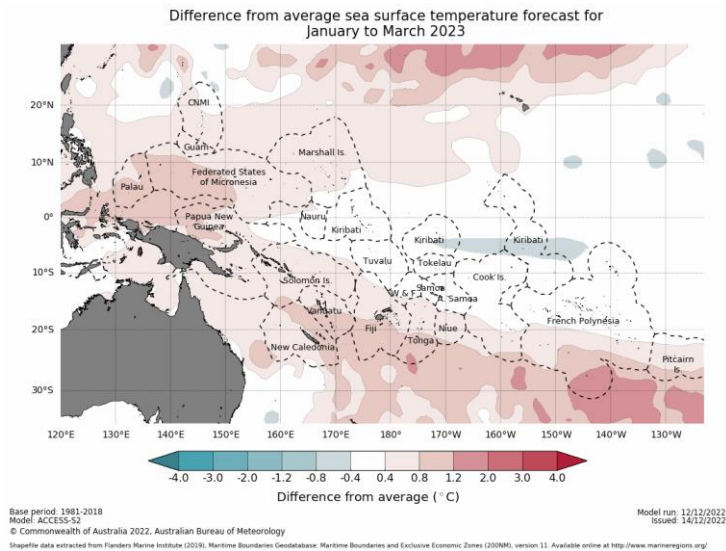 Difference from average sea surface temperature forecast for
January to March 2023
20°N
10°N
0°
10°S
20°S
30°S
CNMI
Guam
Marshall Is.
Federated States
of Micronesia
Palau
Papua New
Guinea
Nauru
Kiribati
Kiribati
Kiribati
Tuvalu
Tokelau
Solomon Is.
Cook Is.
W & F
Samoa
A. Samoa
Vanuatu
Fiji
Niue
French Polynesia
Tonga
New Caledonia
Pitcairn
Is.
120°E 130°E 140°E 150°E 160°E 170°E 180°W 170°W 160°W 150°W 140°W 130°W
-4.0 -3.0 -2.0 -1.2 -0.8 -0.4 0.4 0.8 1.2 2.0 3.0 4.0
Difference from average (°C)
Base period: 1981-2018
Model: ACCESS-S2
© Commonwealth of Australia 2022, Australian Bureau of Meteorology
Model run: 12/12/2022
Issued: 14/12/2022
Shapefile data extracted from Flanders Marine Institute (2019), Maritime Boundaries Geodatabase: Maritime Boundaries and Exclusive Economic Zones (200NM), version 11. Available online at http://www.marineregions.org/